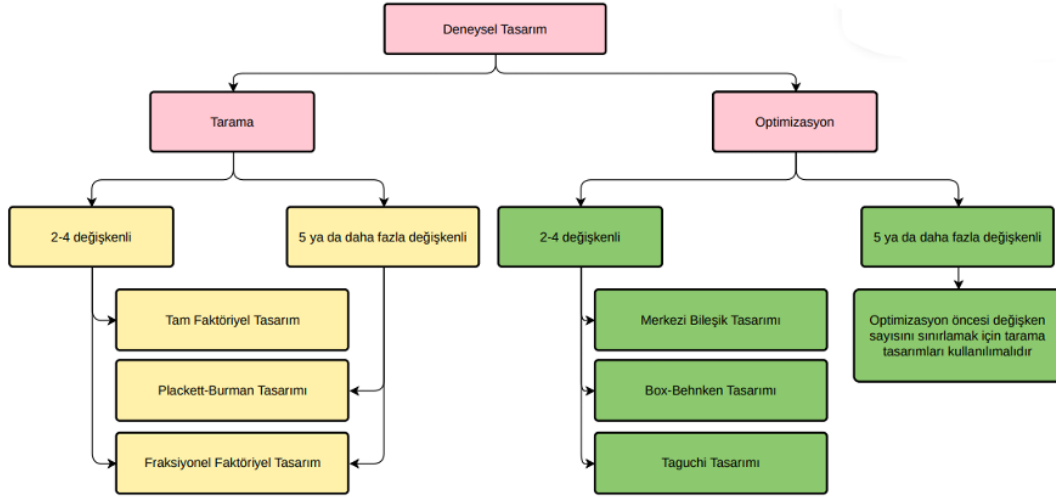 Deneysel Tasarım
Tarama
Optimizasyon
2-4 değişkenli
5 ya da daha fazla değişkenli
2-4 değişkenli
5 ya da daha fazla değişkenli
Tam Faktöriyel Tasarım
Plackett-Burman Tasarımı
Fraksiyonel Faktöriyel Tasarım
Merkezi Bileşik Tasarımı
Box-Behnken Tasarımı
Taguchi Tasarımı
Optimizasyon öncesi değişken
sayısını sınırlamak için tarama
tasarımları kullanılımalıdır